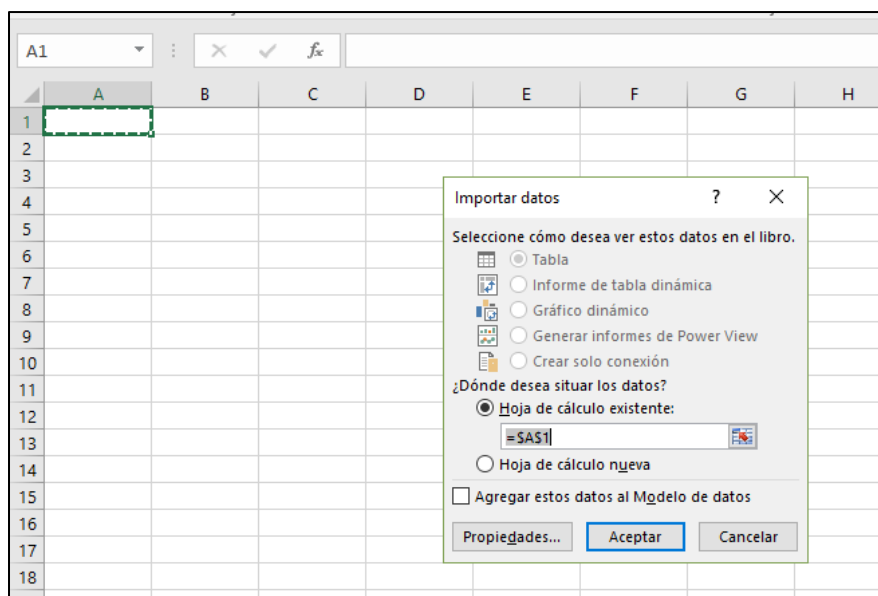 A1 fx
A B C D E F G H
1
2
3
4
5
6
7
8
9
10
11
12
13
14
15
16
17
18
Importar datos ? ×
Seleccione cómo desea ver estos datos en el libro.
Tabla
Informe de tabla dinámica
Gráfico dinámico
Generar informes de Power View
Crear solo conexión
¿Dónde desea situar los datos?
Hoja de cálculo existente:
=$A$1
Hoja de cálculo nueva
Agregar estos datos al Modelo de datos
Propiedades... Aceptar Cancelar